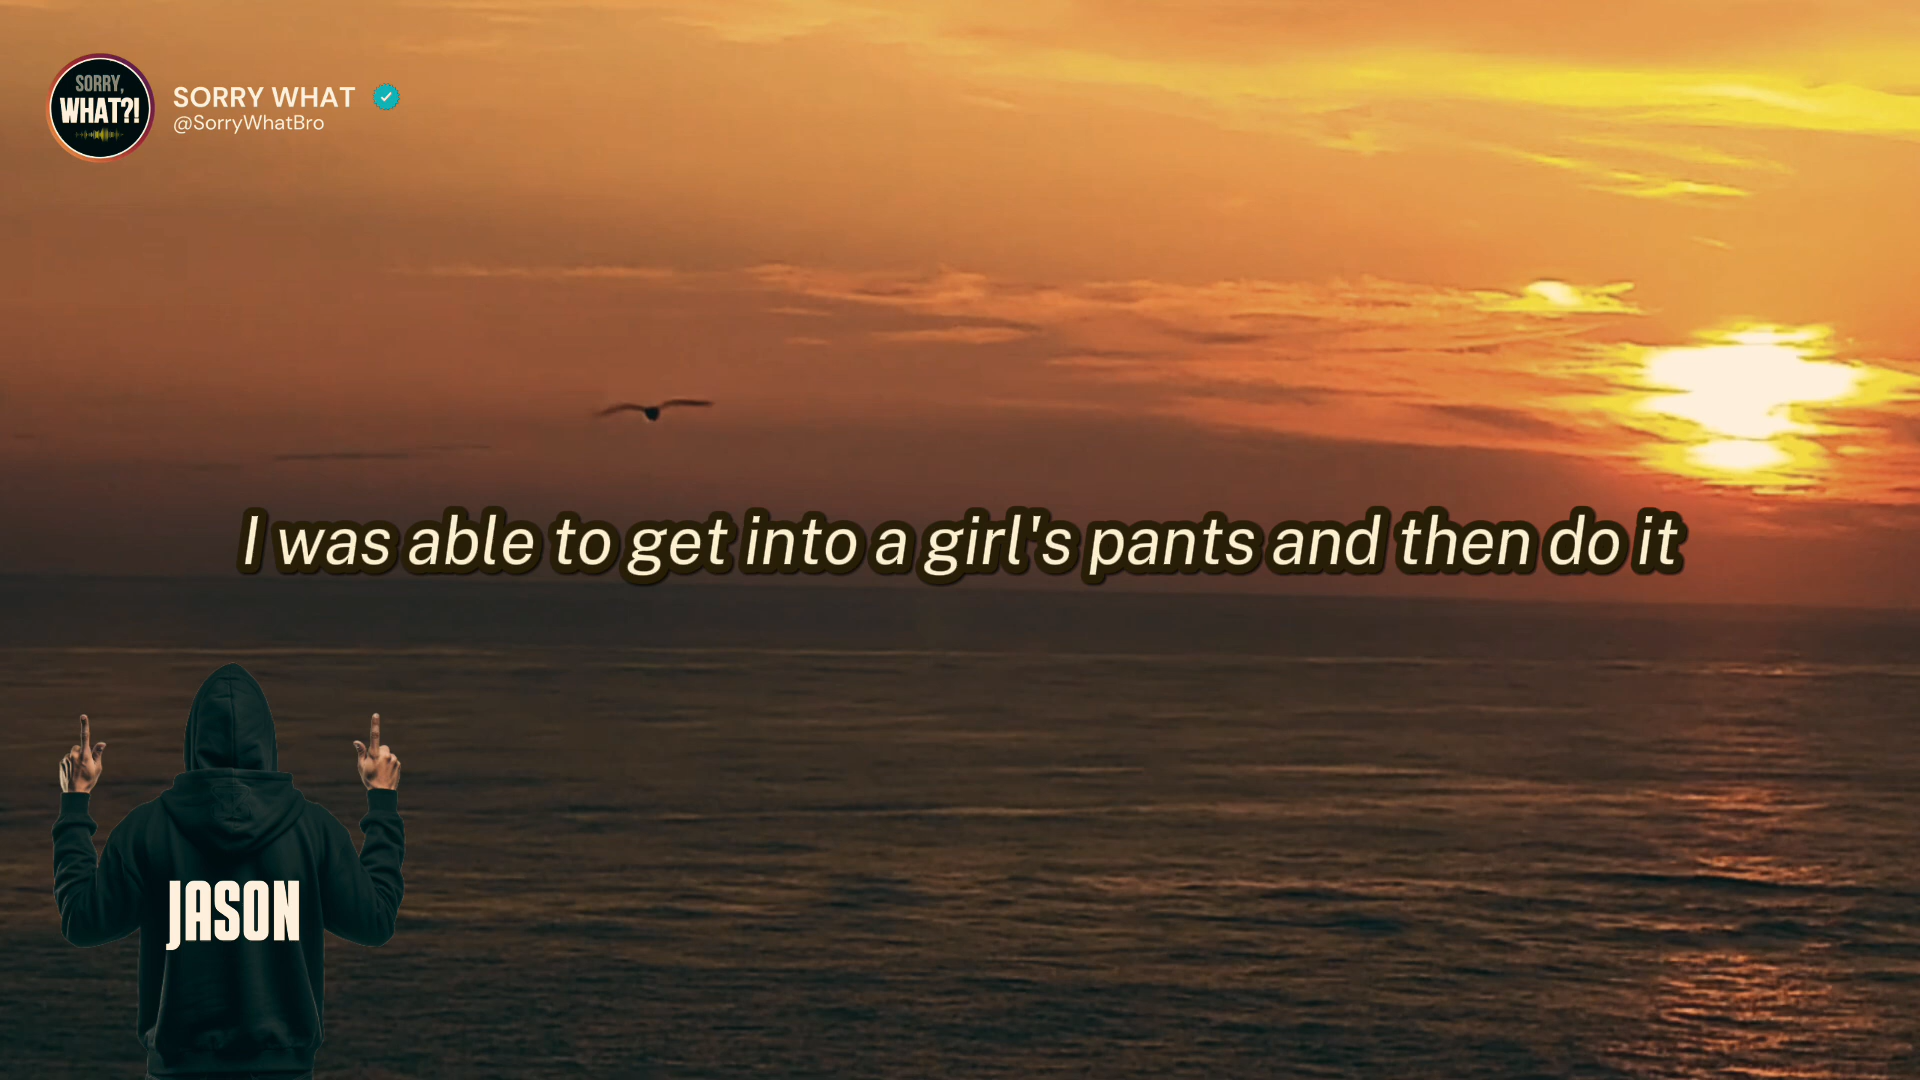 SORRY,
WHAT?!
SORRY WHAT
@SorryWhatBro
I was able to get into a girl's pants and then do it
JASON